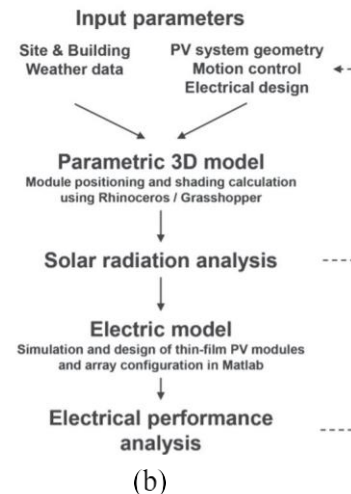 Input parameters
Site & Building
Weather data
PV system geometry
Motion control
Electrical design
Parametric 3D model
Module positioning and shading calculation
using Rhinoceros / Grasshopper
Solar radiation analysis
Electric model
Simulation and design of thin-film PV modules
and array configuration in Matlab
Electrical performance
analysis
(b)